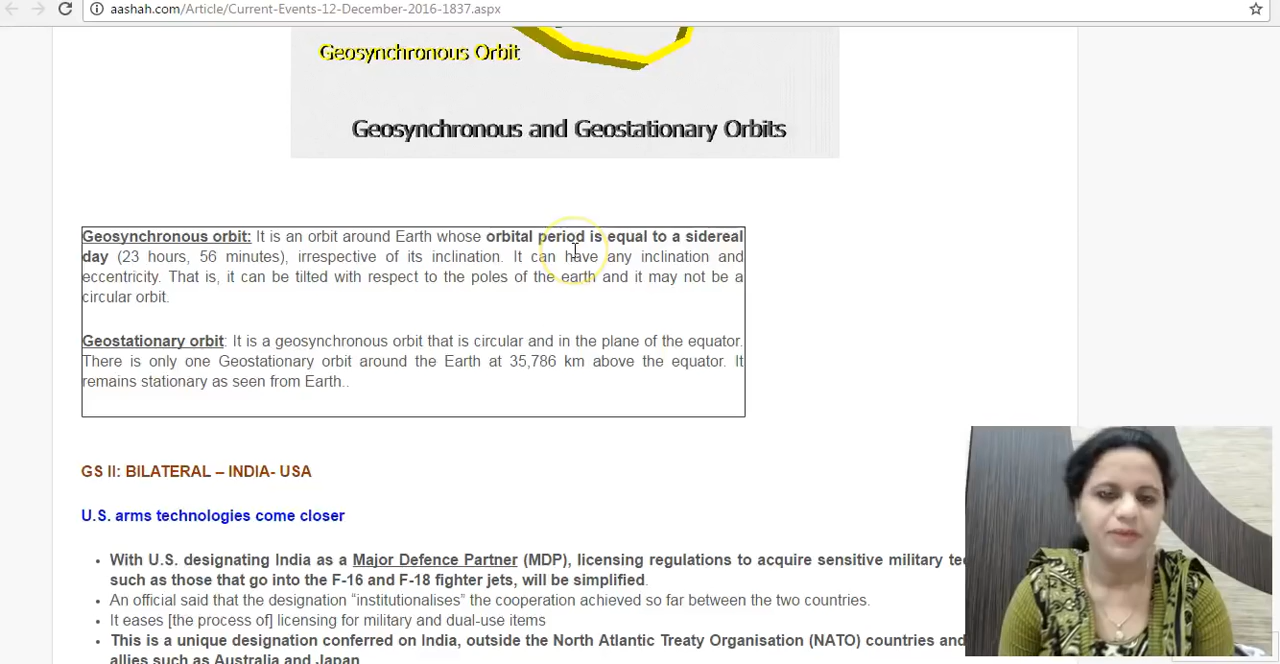 aashah.com/Article/Current-Events-12-December-2016-1837.aspx
Geosynchronous Orbit
Geosynchronous and Geostationary Orbits
Geosynchronous orbit: It is an orbit around Earth whose orbital period is equal to a sidereal
day (23 hours, 56 minutes), irrespective of its inclination. It can have any inclination and
eccentricity. That is, it can be tilted with respect to the poles of the earth and it may not be a
circular orbit.
Geostationary orbit: It is a geosynchronous orbit that is circular and in the plane of the equator.
There is only one Geostationary orbit around the Earth at 35,786 km above the equator. It
remains stationary as seen from Earth..
GS II: BILATERAL – INDIA- USA
U.S. arms technologies come closer
• With U.S. designating India as a Major Defence Partner (MDP), licensing regulations to acquire sensitive military te
such as those that go into the F-16 and F-18 fighter jets, will be simplified.
• An official said that the designation “institutionalises” the cooperation achieved so far between the two countries.
• It eases [the process of] licensing for military and dual-use items
• This is a unique designation conferred on India, outside the North Atlantic Treaty Organisation (NATO) countries and
allies such as Australia and Japan